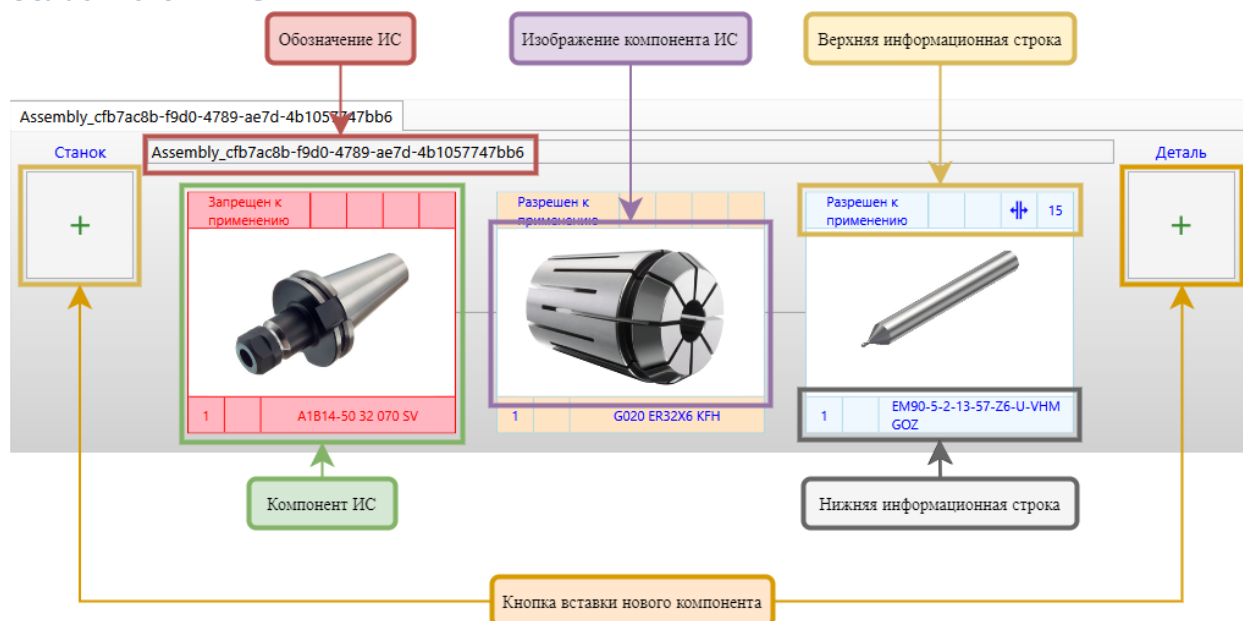 Обозначение ИС
Изображение компонента ИС
Верхняя информационная строка
Assembly_cfb7ac8b-f9d0-4789-ae7d-4b1057747bb6
Станок
Assembly_cfb7ac8b-f9d0-4789-ae7d-4b1057747bb6
Деталь
+
Запрещен к
применению
Разрешен к
применению
Разрешен к
применению
15
+
1
A1B14-50 32 070 SV
1
G020 ER32X6 КFH
1
EM90-5-2-13-57-Z6-U-VHM
GOZ
Компонент ИС
Нижняя информационная строка
Кнопка вставки нового компонента